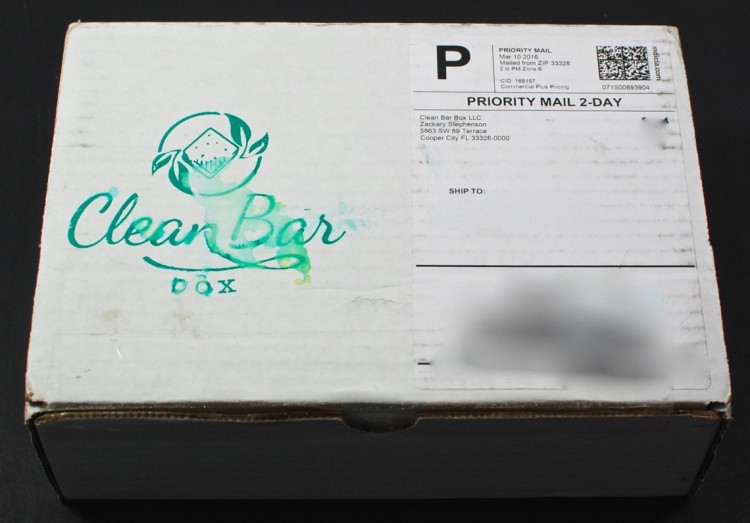 Clean Bar
BOX
P
PRIORITY MAIL
Mar 10 2016
Mailed from ZIP 33328
2 lb PM Zone 6
CID: 188167
Commercial Plus Pricing
indicia.com
071S00893904
PRIORITY MAIL 2-DAY
Clean Bar Box LLC
Zackary Stephenson
5863 SW 89 Terrace
Cooper City FL 33328-0000
SHIP TO: